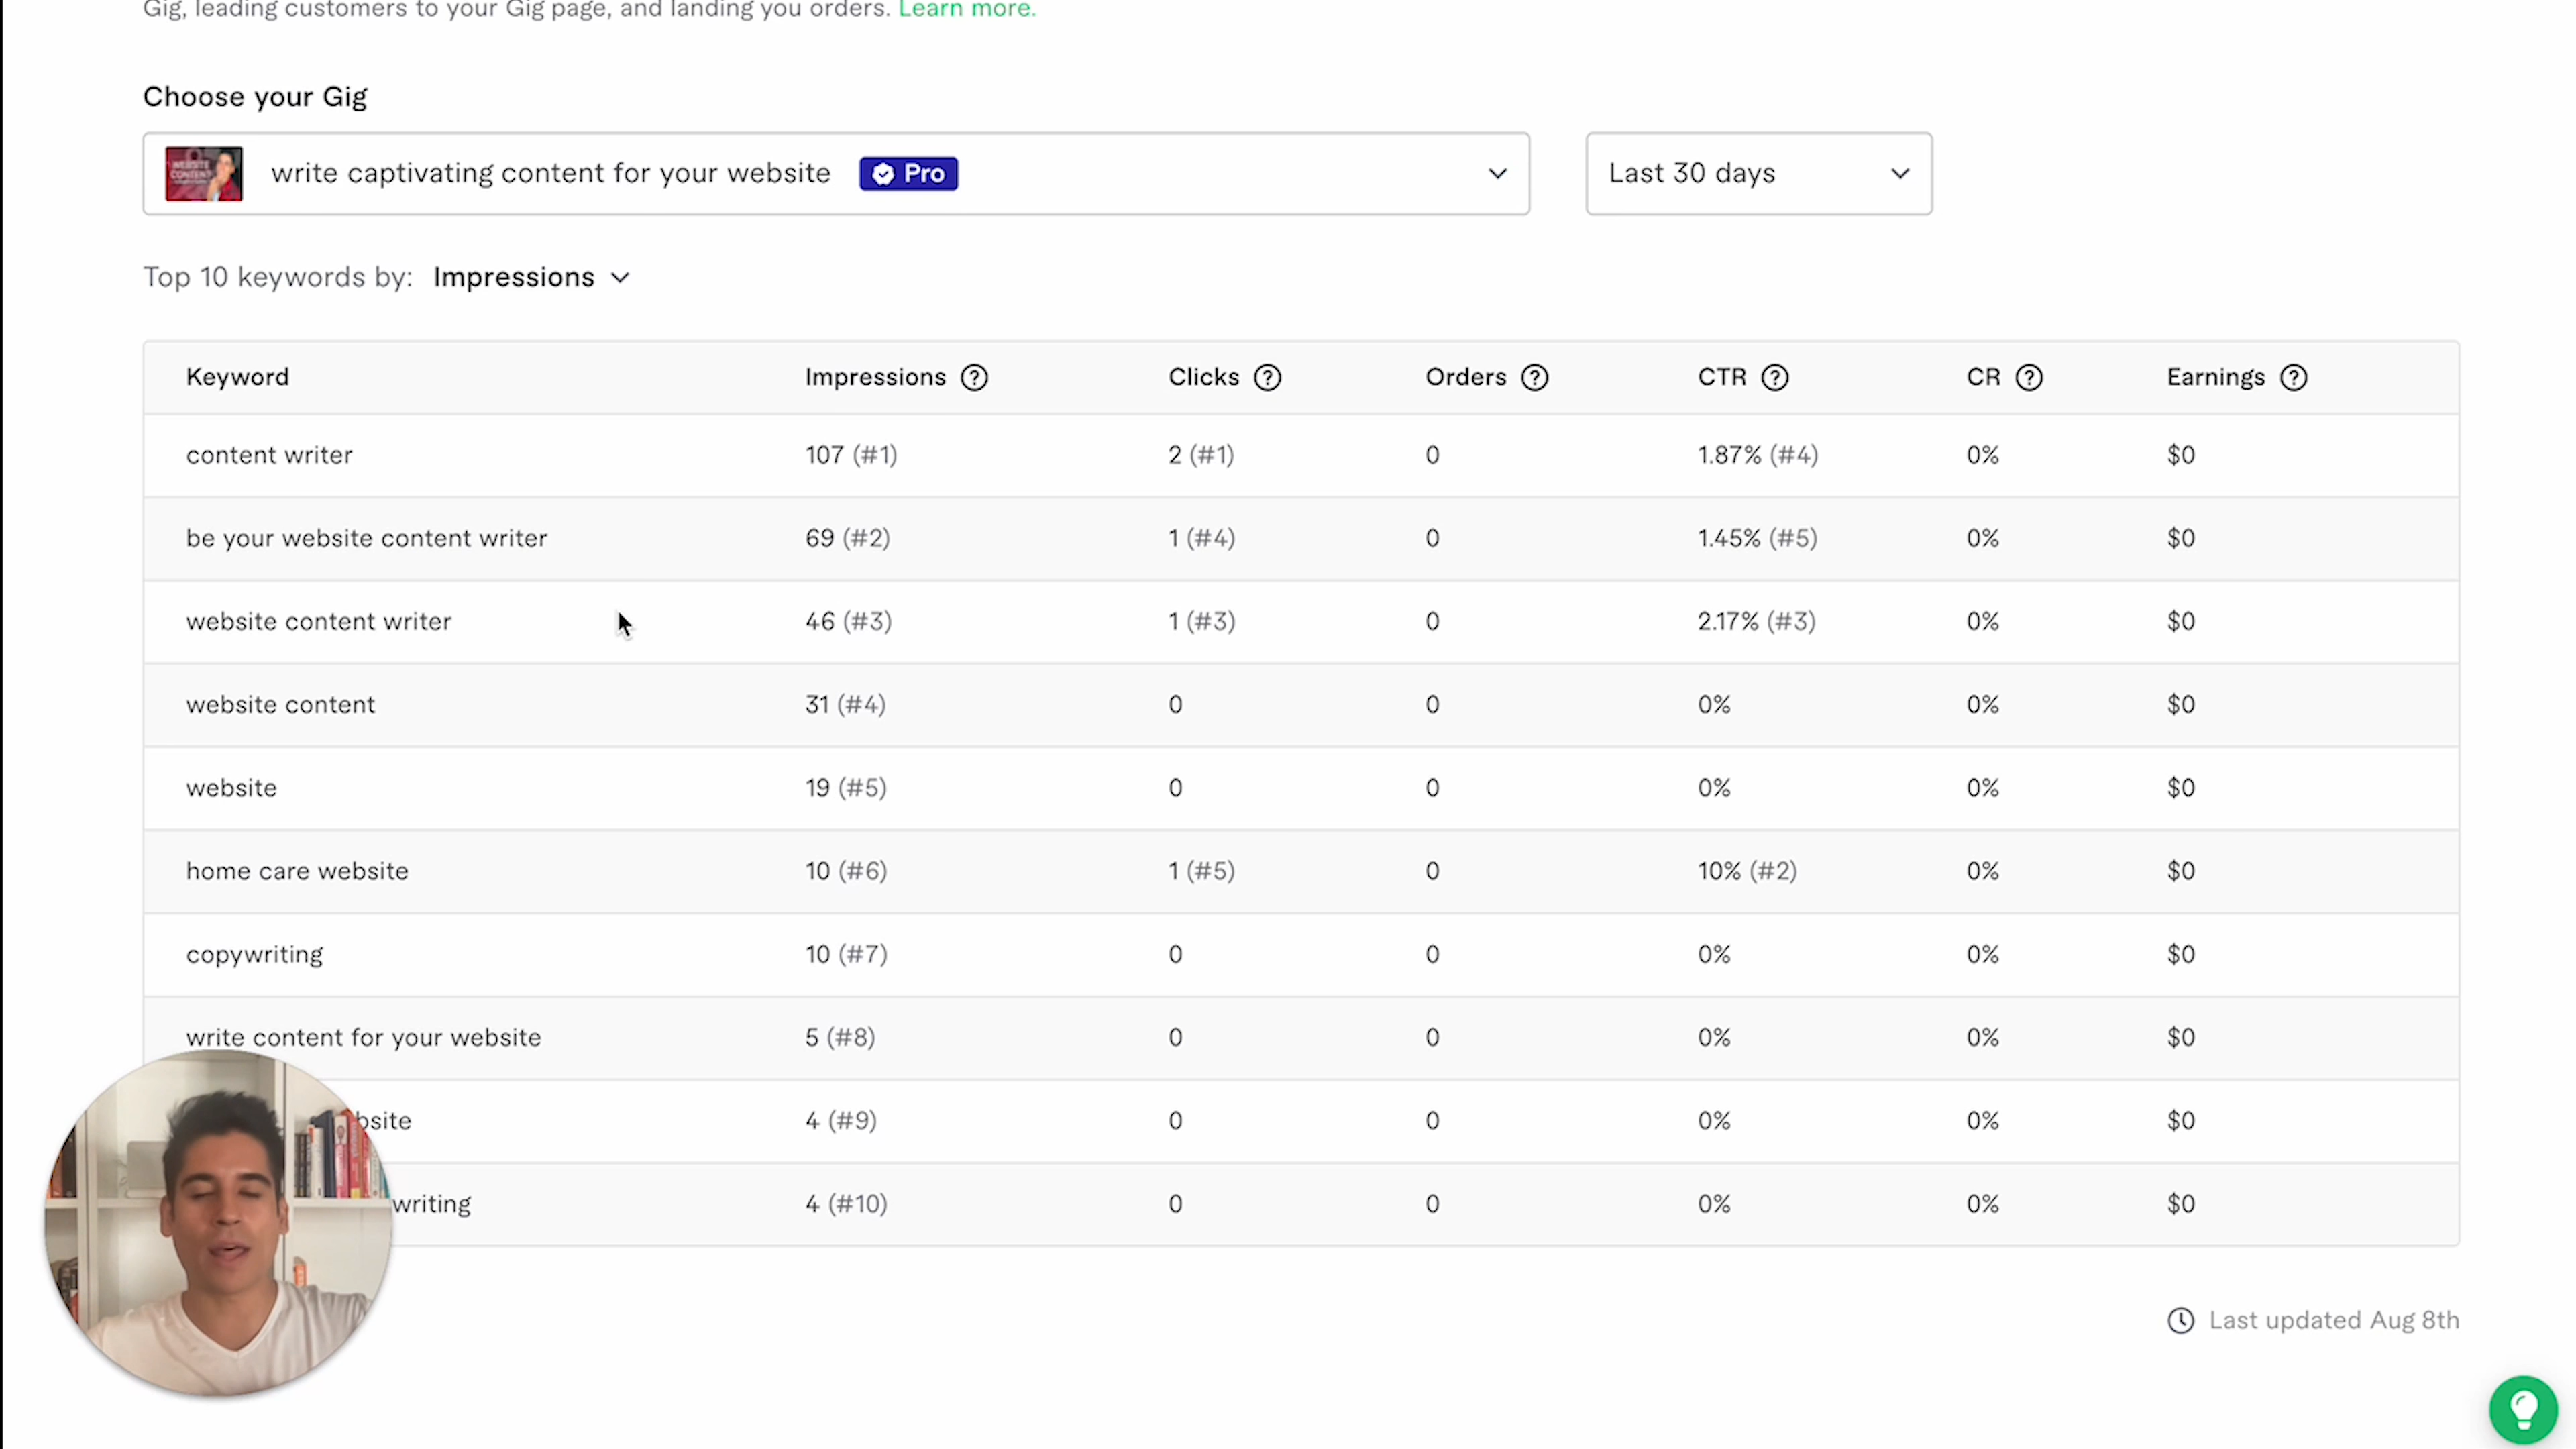 Gig, leading customers to your Gig page, and landing you orders. Learn more.
Choose your Gig
WEBSITE CONTENT
write captivating content for your website Pro Last 30 days
Top 10 keywords by: Impressions
Keyword Impressions ? Clicks ? Orders ? CTR ? CR ? Earnings ?
content writer 107 (#1) 2 (#1) 0 1.87% (#4) 0% $0
be your website content writer 69 (#2) 1 (#4) 0 1.45% (#5) 0% $0
website content writer 46 (#3) 1 (#3) 0 2.17% (#3) 0% $0
website content 31 (#4) 0 0 0% 0% $0
website 19 (#5) 0 0 0% 0% $0
home care website 10 (#6) 1 (#5) 0 10% (#2) 0% $0
copywriting 10 (#7) 0 0 0% 0% $0
write content for your website 5 (#8) 0 0 0% 0% $0
bsite 4 (#9) 0 0 0% 0% $0
writing 4 (#10) 0 0 0% 0% $0
Last updated Aug 8th